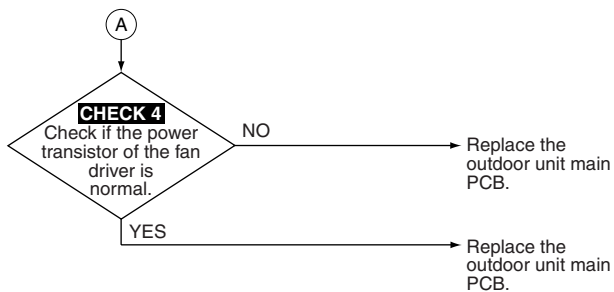 A
CHECK 4
Check if the power
transistor of the fan
driver is
normal.
NO
Replace the
outdoor unit main
PCB.
YES
Replace the
outdoor unit main
PCB.